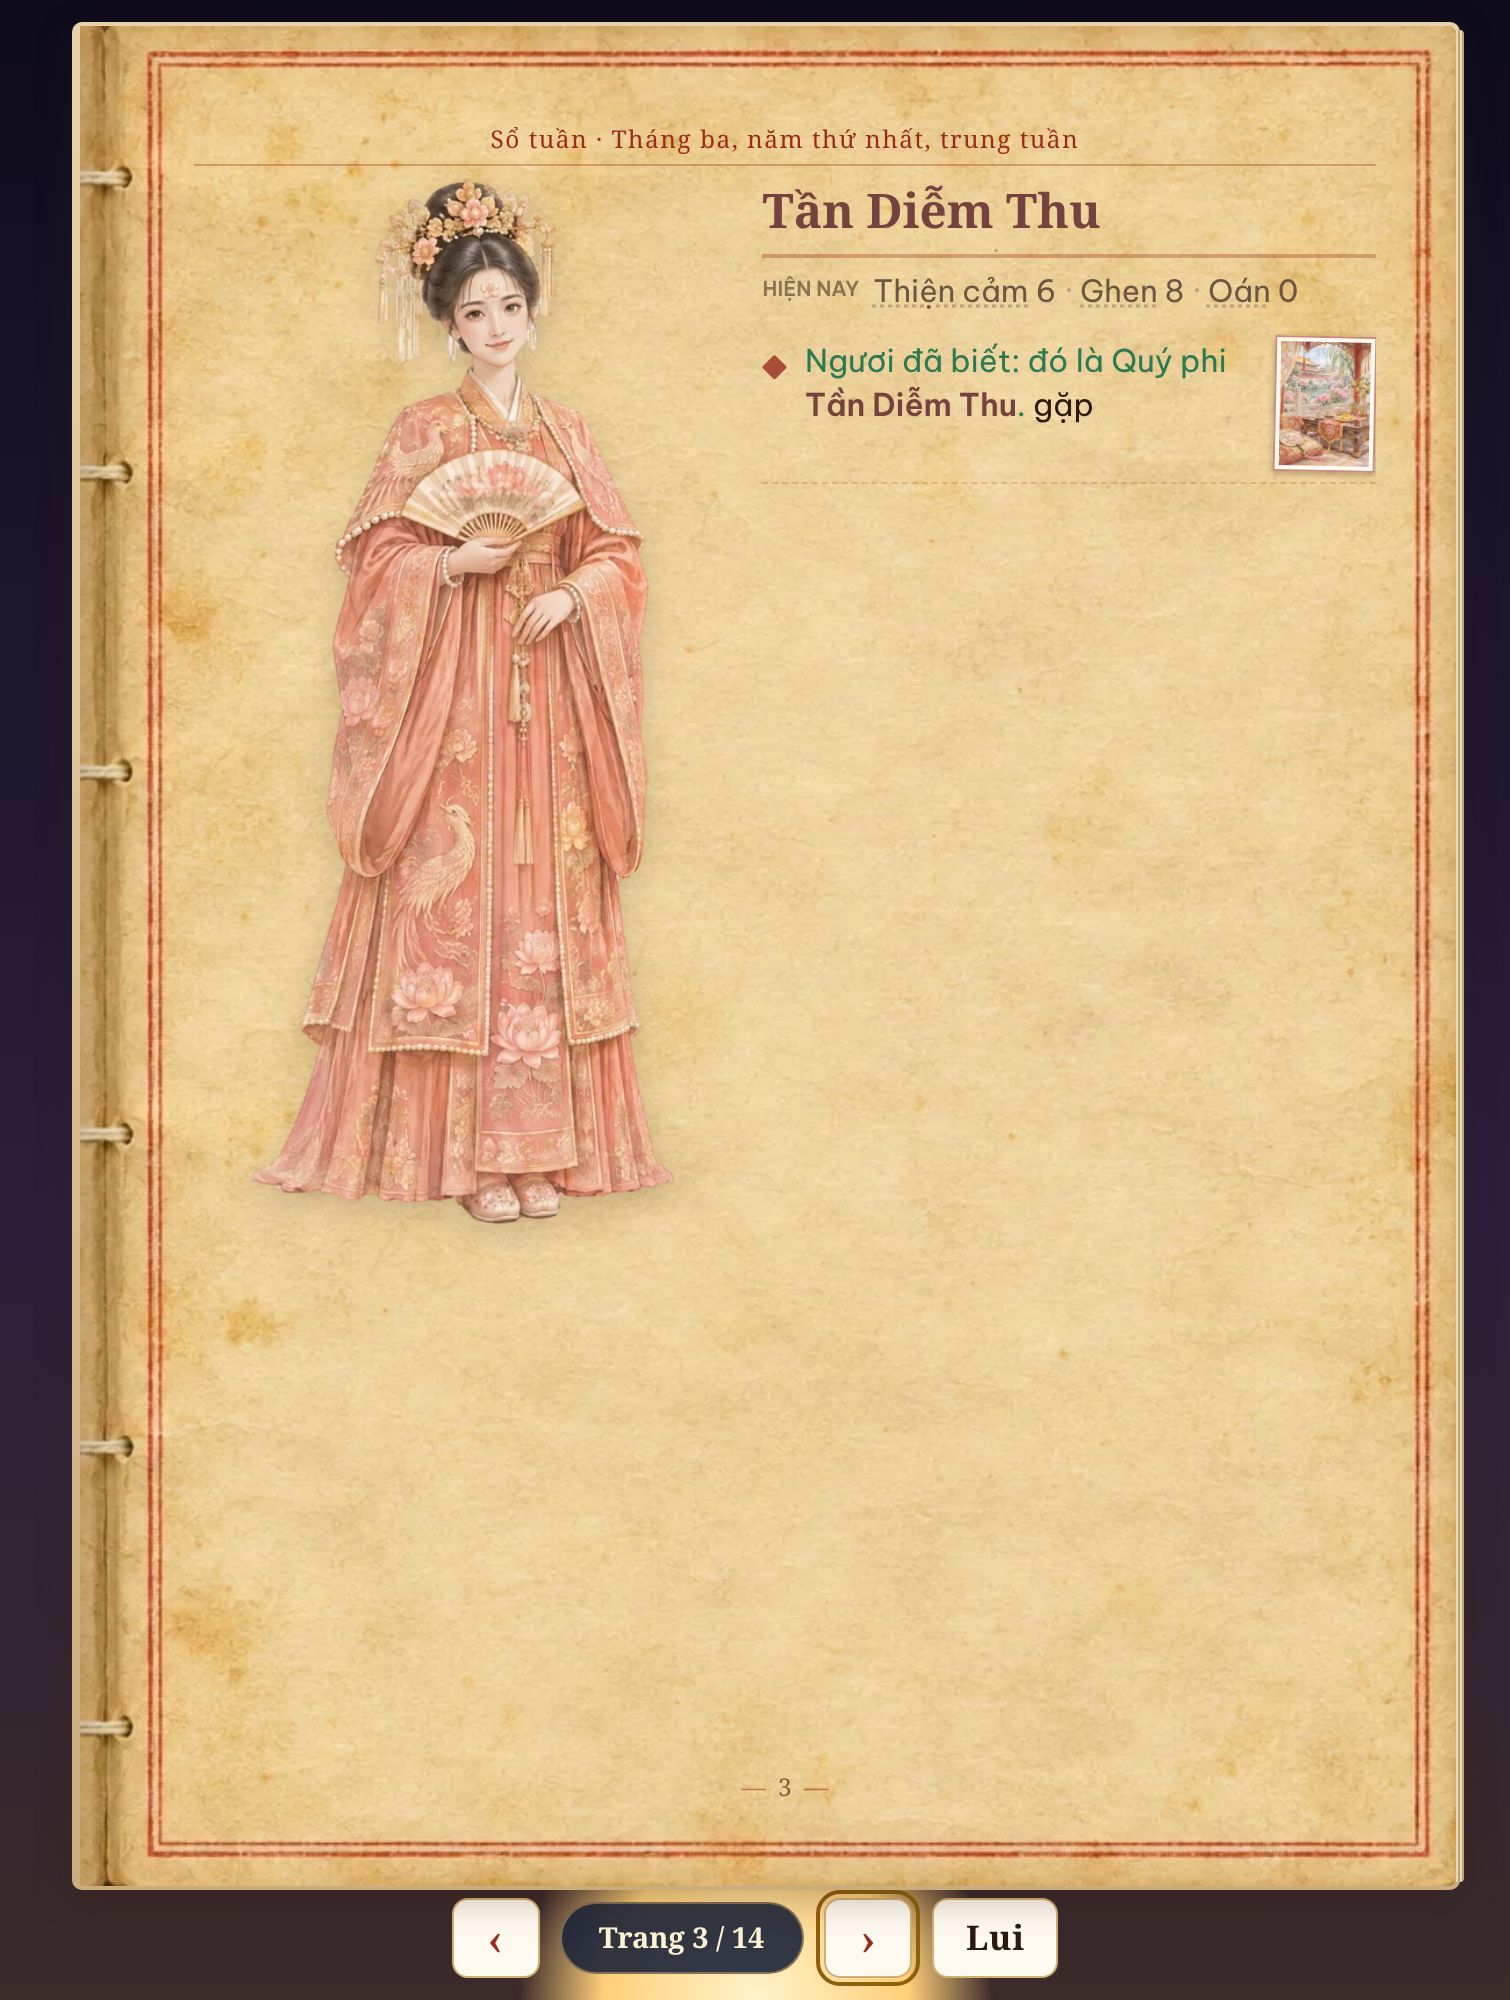 Sổ tuần · Tháng ba, năm thứ nhất, trung tuần
Tần Diễm Thu
HIỆN NAY Thiện cảm 6 · Ghen 8 · Oán 0
Ngươi đã biết: đó là Quý phi
Tần Diễm Thu. gặp
— 3 —
‹ Trang 3 / 14 › Lui